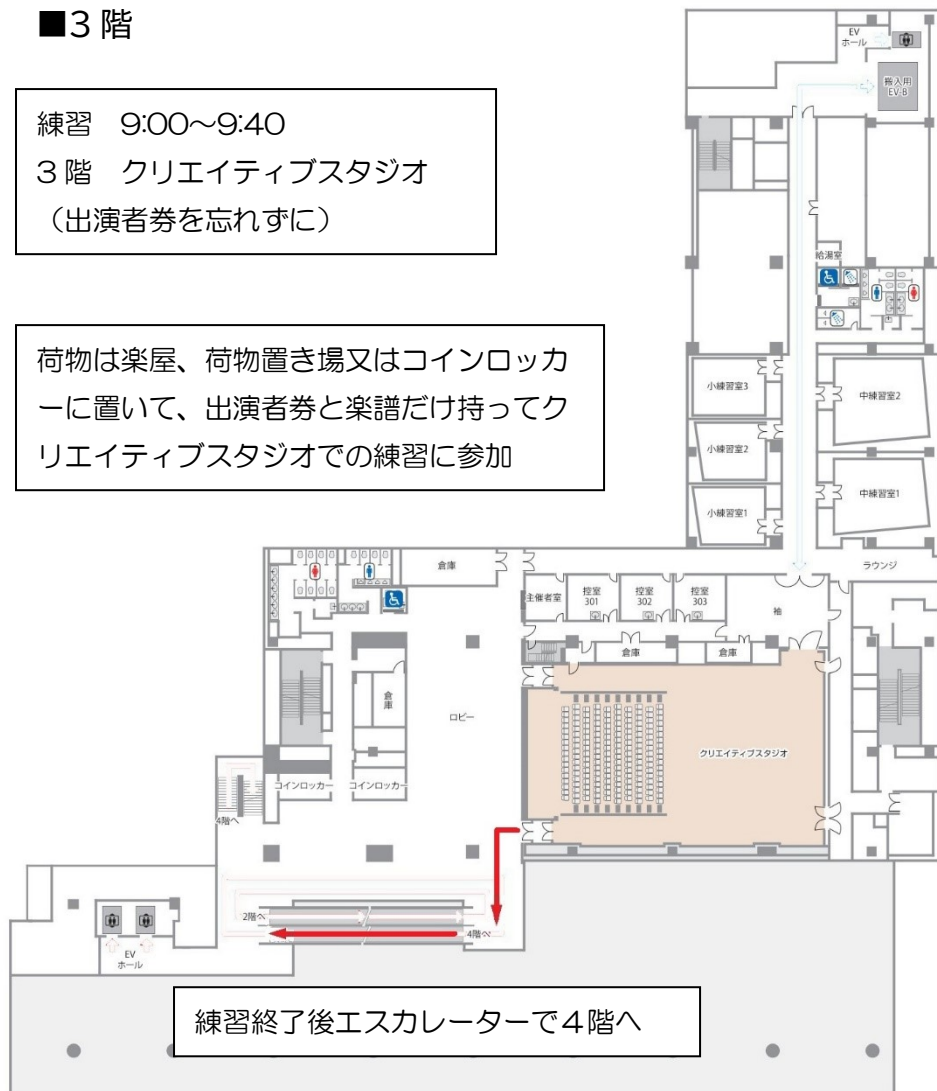 ■3階
EV
ホール
搬入用
EV-B
練習　9:00～9:40
3階　クリエイティブスタジオ
（出演者券を忘れずに）
給湯室
荷物は楽屋、荷物置き場又はコインロッカ
ーに置いて、出演者券と楽譜だけ持ってク
リエイティブスタジオでの練習に参加
小練習室3
中練習室2
小練習室2
小練習室1
中練習室1
倉庫
ラウンジ
主催者室
控室
301
控室
302
控室
303
袖
倉庫
倉庫
倉庫
ロビー
クリエイティブスタジオ
コインロッカー
コインロッカー
4階へ
2階へ
4階へ
EV
ホール
練習終了後エスカレーターで4階へ